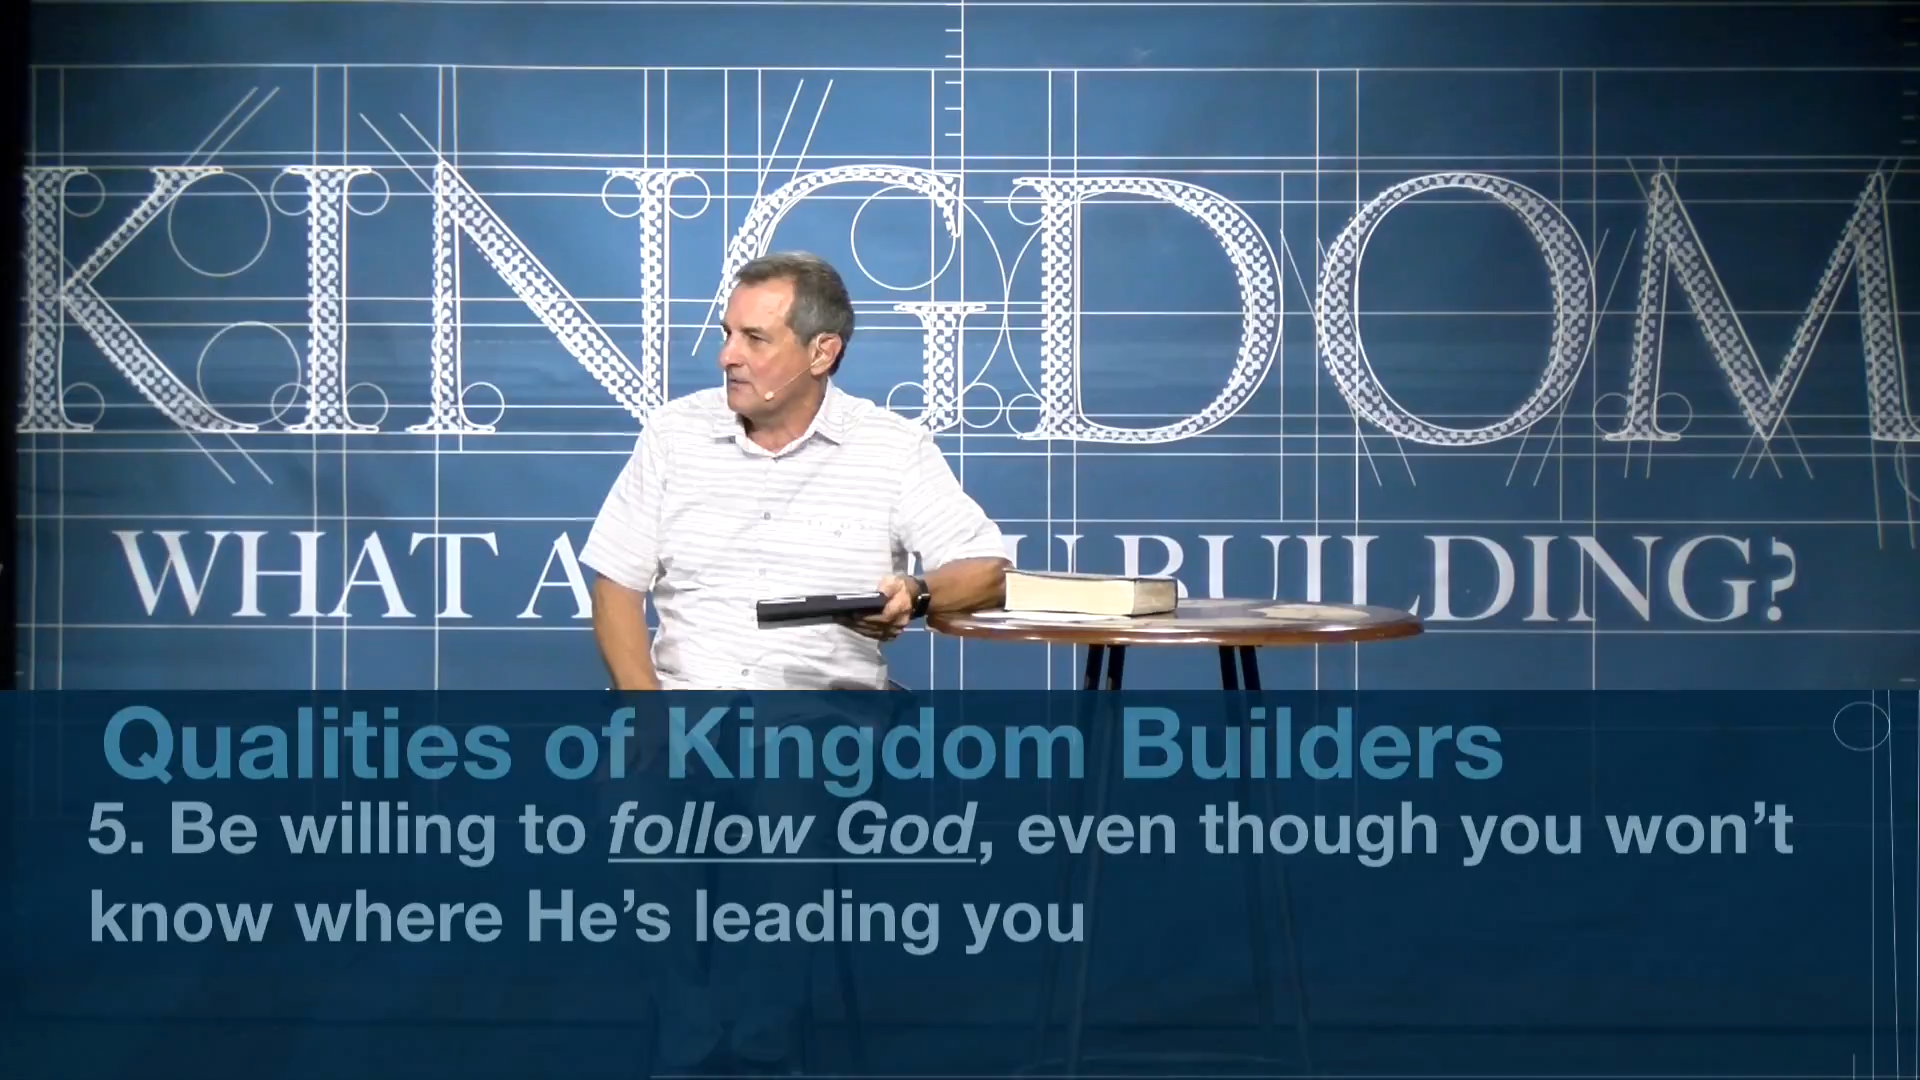 KINGDOM
WHAT A U BUILDING?
Qualities of Kingdom Builders
5. Be willing to follow God, even though you won’t
know where He’s leading you